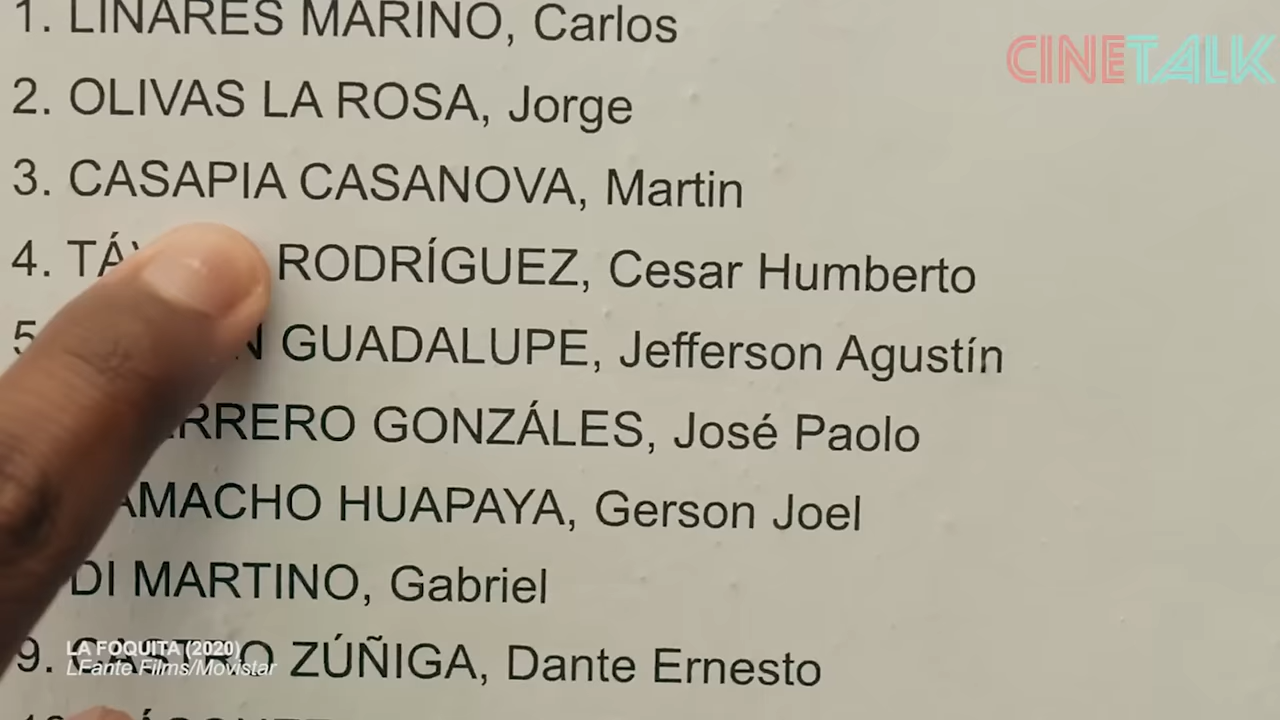 1. LINARES MARINO, Carlos
CINETALK
2. OLIVAS LA ROSA, Jorge
3. CASAPIA CASANOVA, Martin
4. RODRÍGUEZ, Cesar Humberto
GUADALUPE, Jefferson Agustín
GONZÁLES, José Paolo
HUAPAYA, Gerson Joel
DI MARTINO, Gabriel
9. CASTRO ZÚÑIGA, Dante Ernesto
LA FOQUITA (2020)
LFante Films/Movistar